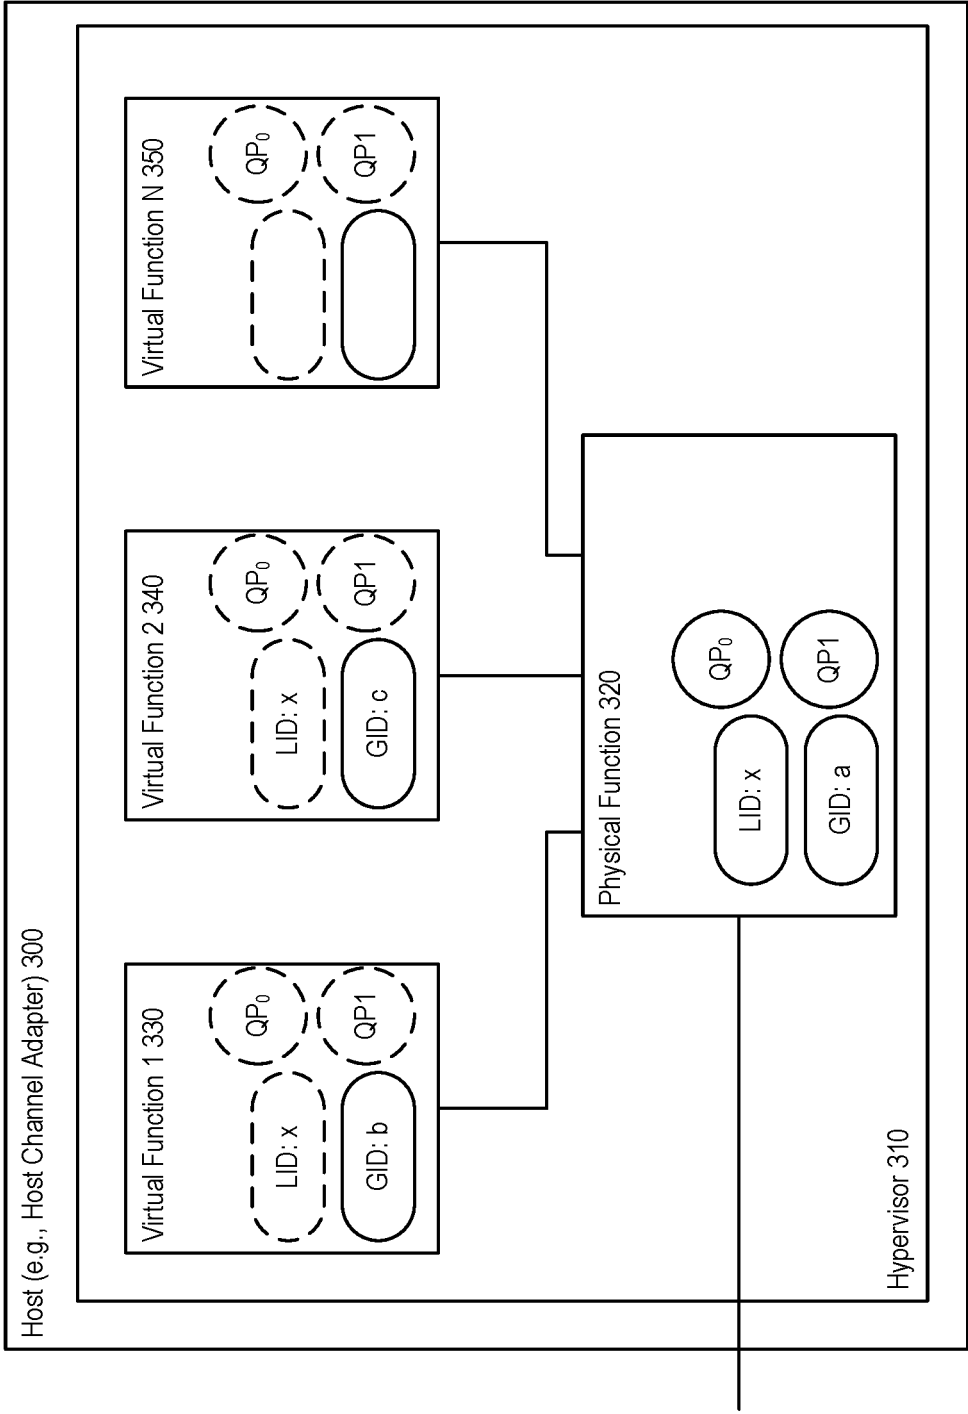 Host (e.g., Host Channel Adapter) 300
Virtual Function 1 330
LID: x
QP₀
GID: b
QP1
Virtual Function 2 340
LID: x
QP₀
GID: c
QP1
Virtual Function N 350
QP₀
QP1
Physical Function 320
LID: x
QP₀
GID: a
QP1
Hypervisor 310